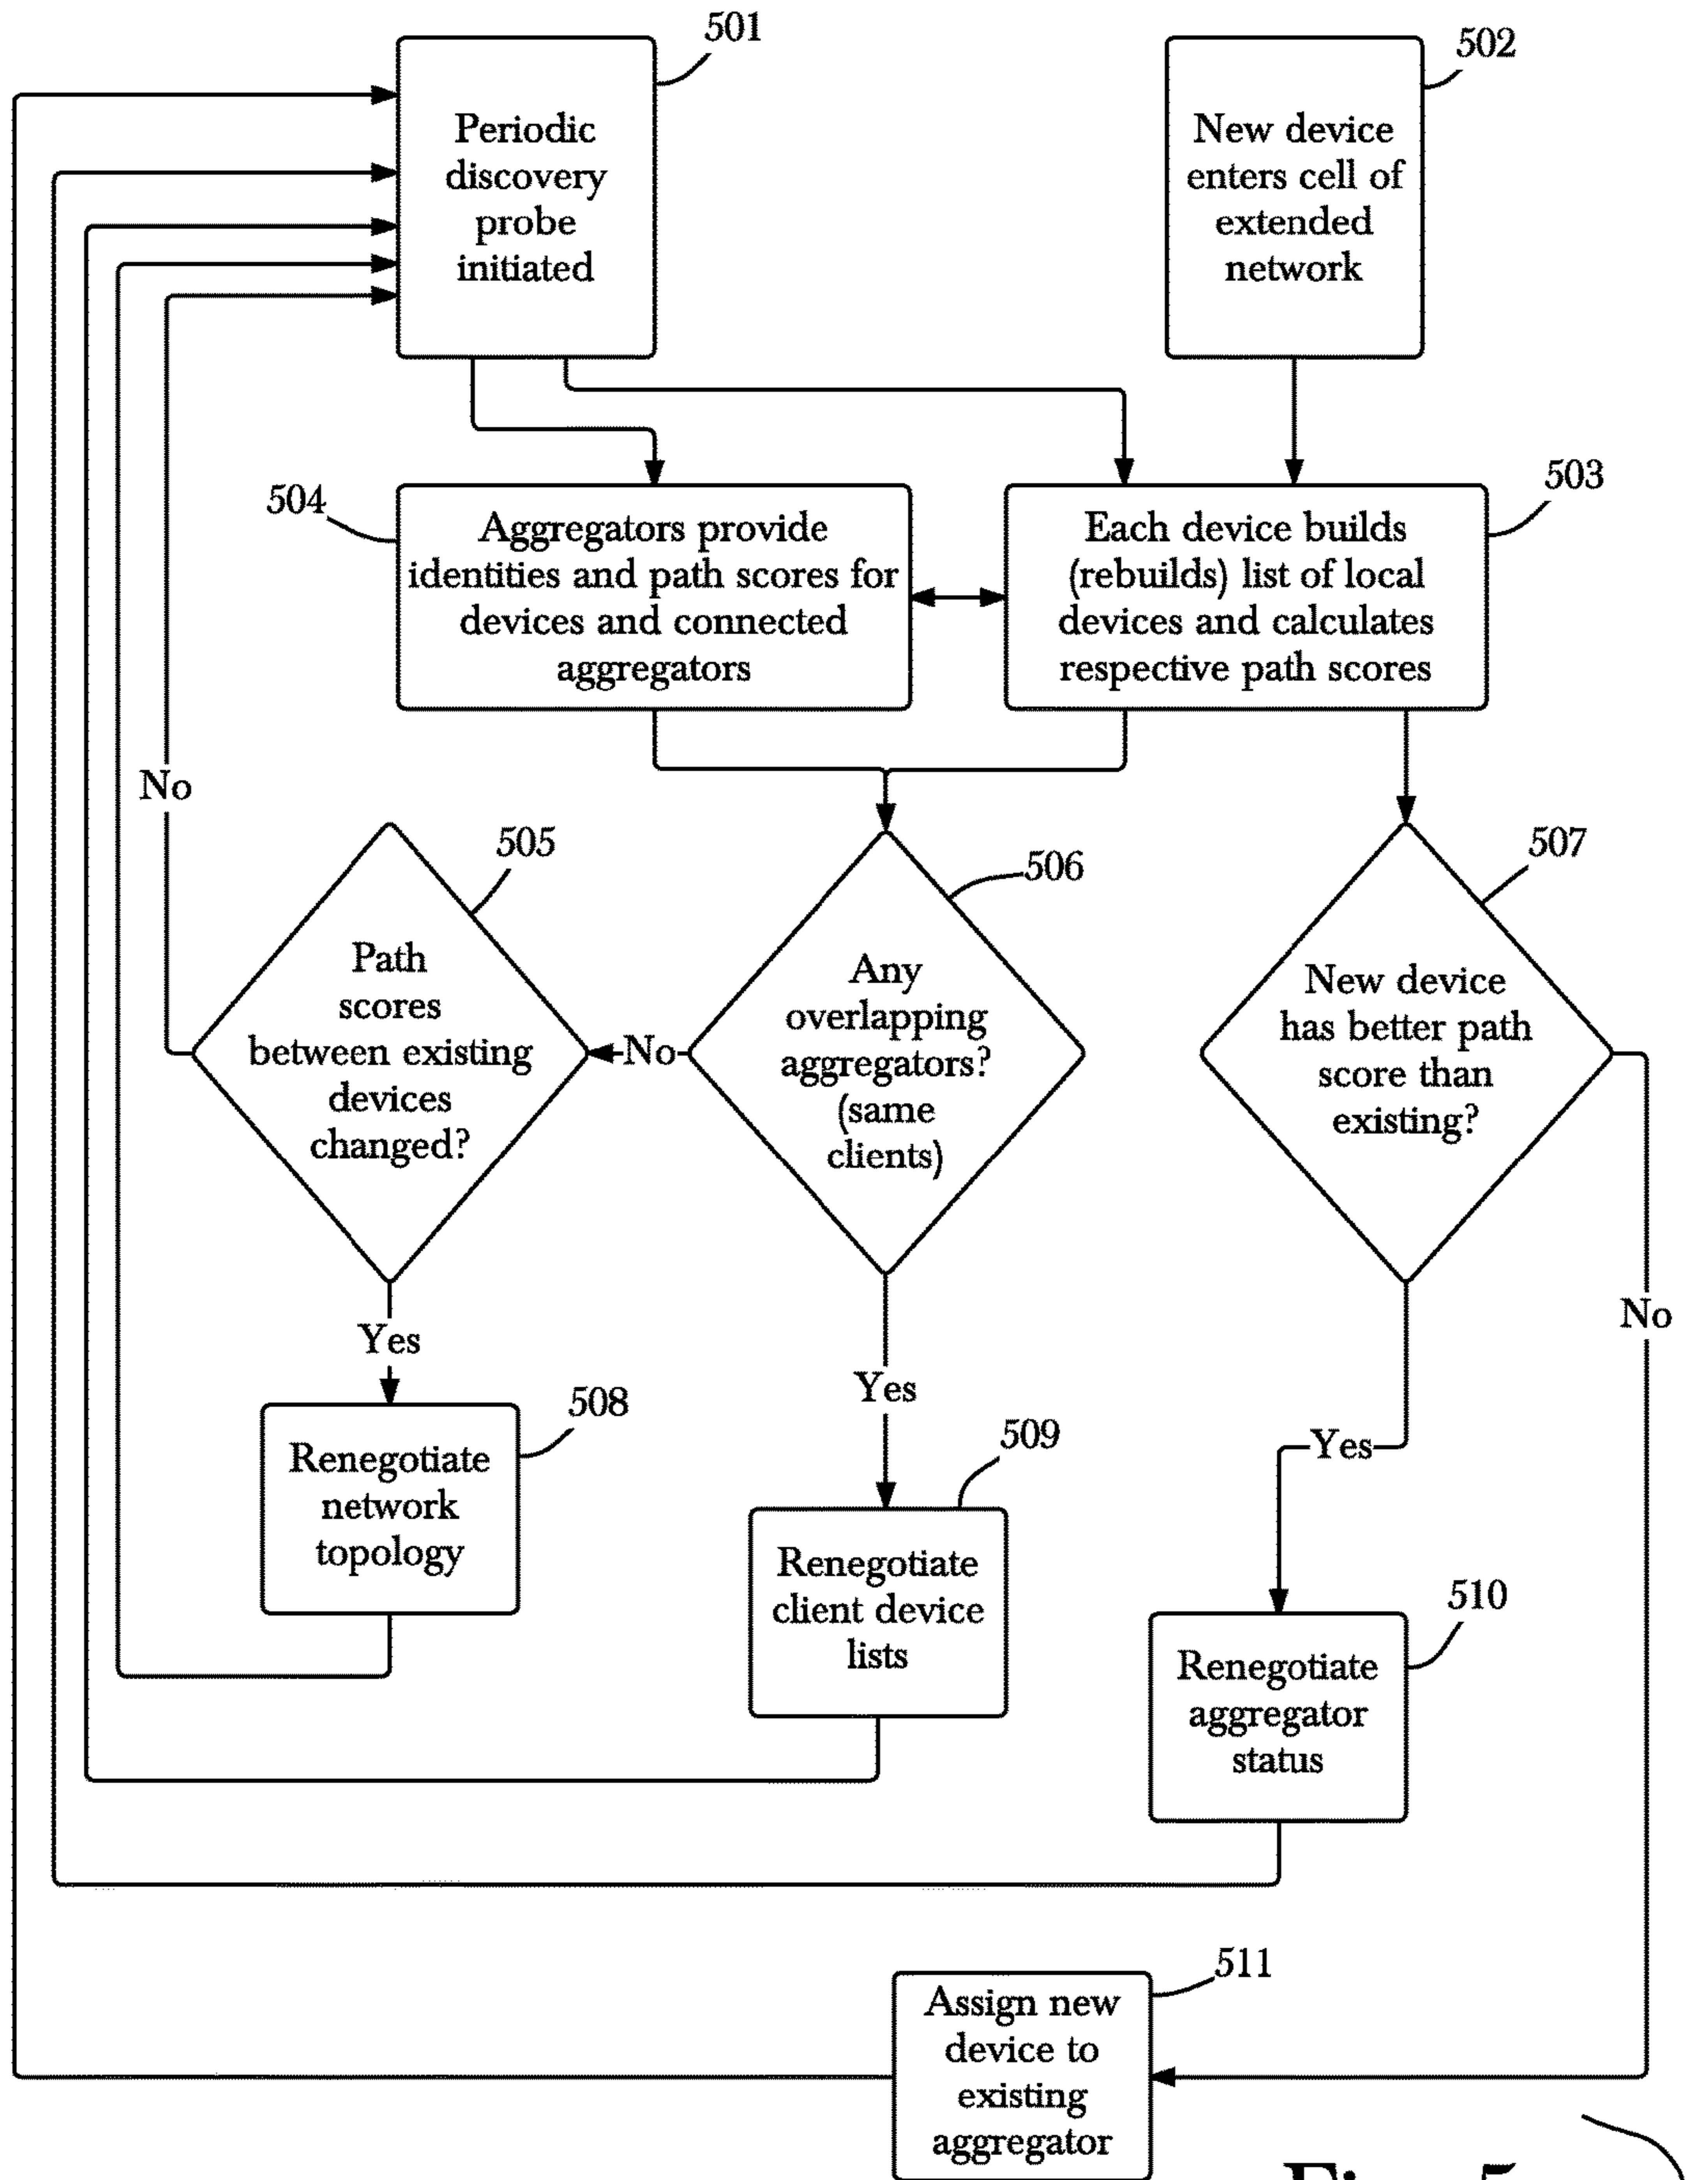 501
502
Periodic
discovery
probe
initiated
New device
enters cell of
extended
network
504
503
Aggregators provide
identities and path scores for
devices and connected
aggregators
Each device builds
(rebuilds) list of local
devices and calculates
respective path scores
No
505
506
507
Path
scores
between existing
devices
changed?
No
Any
overlapping
aggregators?
(same
clients)
New device
has better path
score than
existing?
No
Yes
Yes
Yes
508
509
510
Renegotiate
network
topology
Renegotiate
client device
lists
Renegotiate
aggregator
status
511
Assign new
device to
existing
aggregator